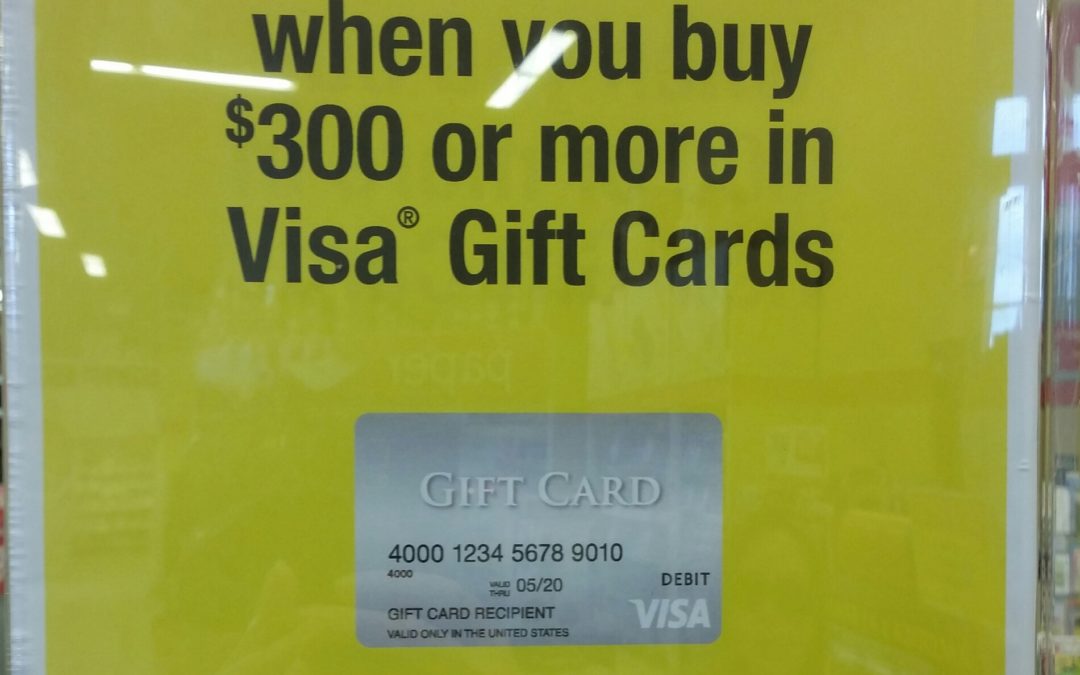 when you buy
$300 or more in
Visa® Gift Cards
GIFT CARD
4000 1234 5678 9010
4000
VALID THRU 05/20
DEBIT
GIFT CARD RECIPIENT
VISA
VALID ONLY IN THE UNITED STATES